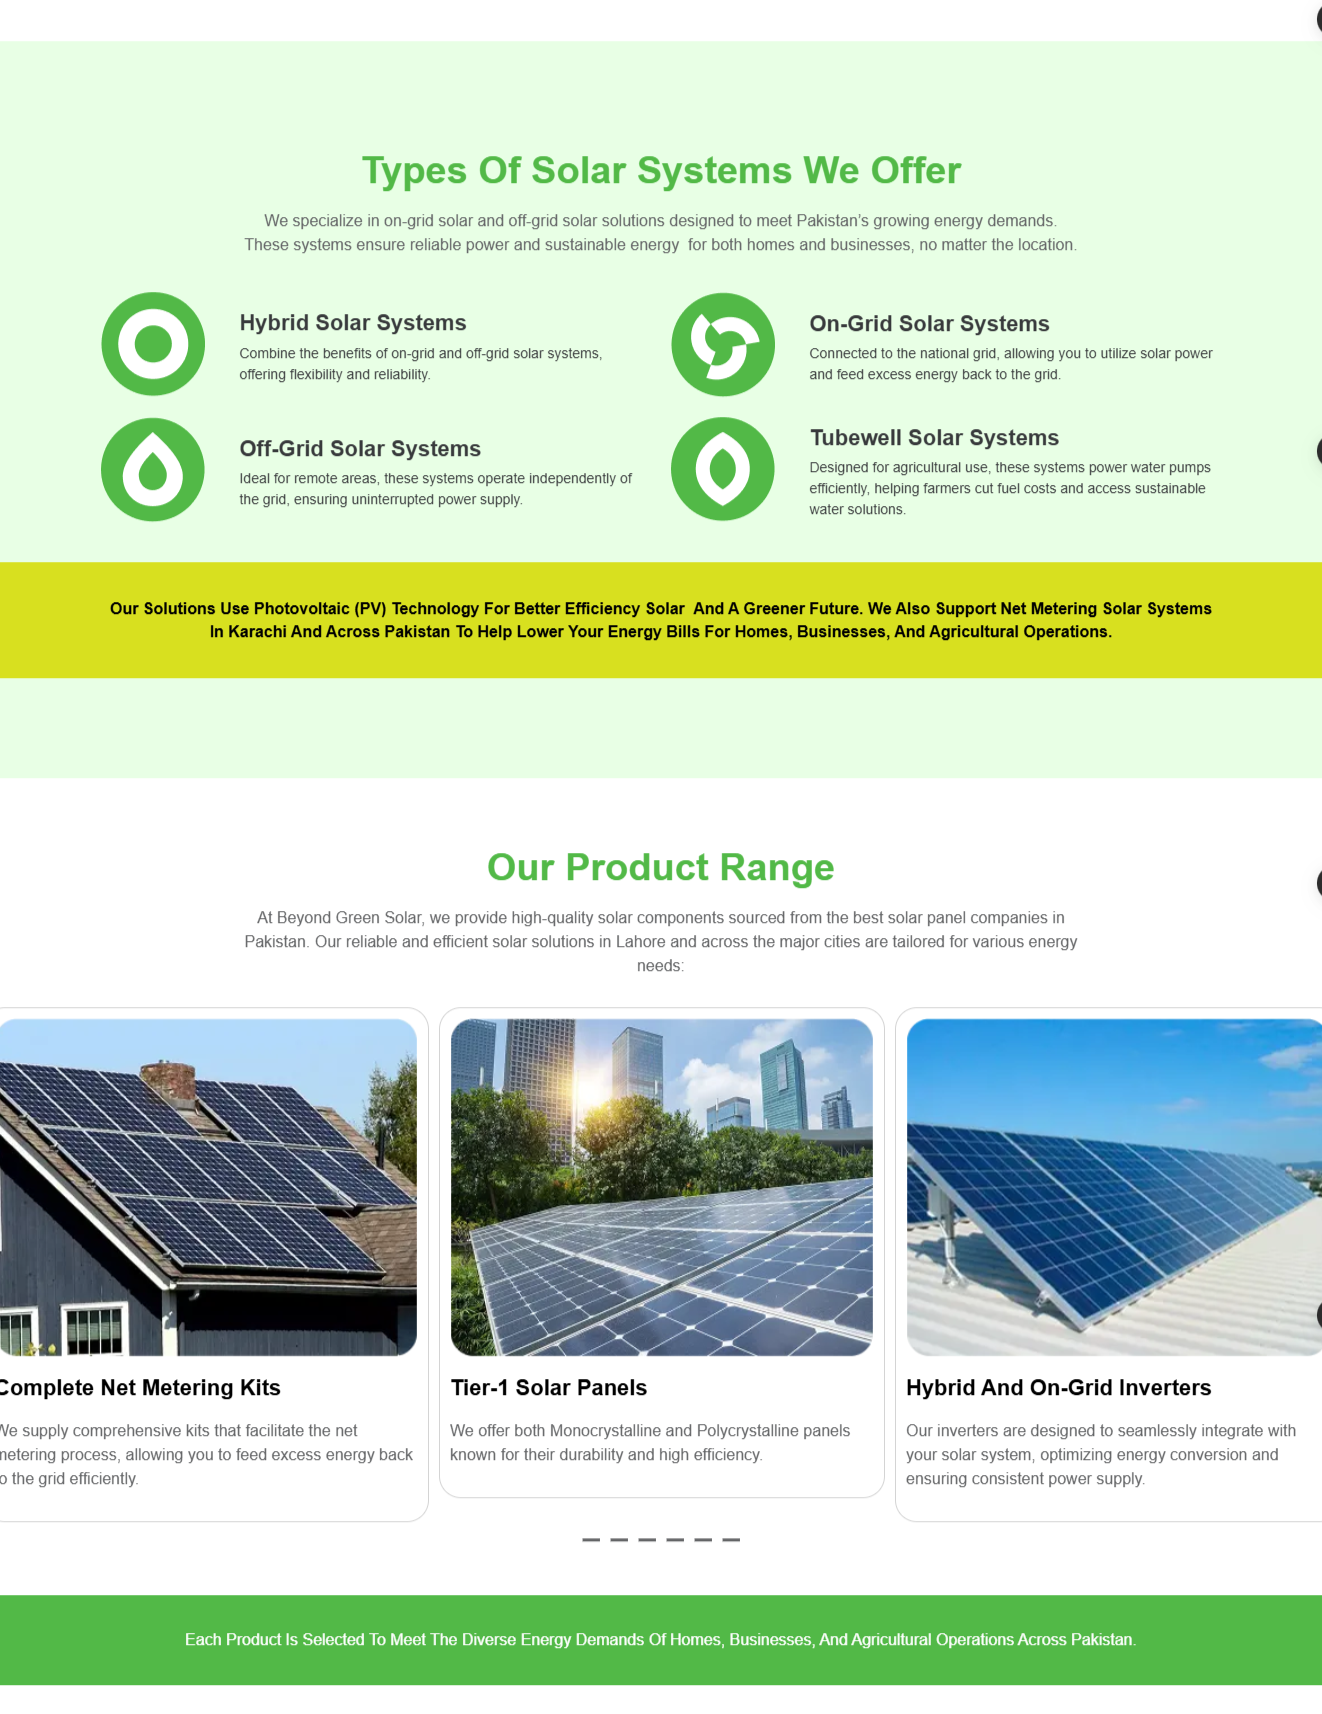 Types Of Solar Systems We Offer
We specialize in on-grid solar and off-grid solar solutions designed to meet Pakistan’s growing energy demands.
These systems ensure reliable power and sustainable energy  for both homes and businesses, no matter the location.
Hybrid Solar Systems
Combine the benefits of on-grid and off-grid solar systems,
offering flexibility and reliability.
On-Grid Solar Systems
Connected to the national grid, allowing you to utilize solar power
and feed excess energy back to the grid.
Off-Grid Solar Systems
Ideal for remote areas, these systems operate independently of
the grid, ensuring uninterrupted power supply.
Tubewell Solar Systems
Designed for agricultural use, these systems power water pumps
efficiently, helping farmers cut fuel costs and access sustainable
water solutions.
Our Solutions Use Photovoltaic (PV) Technology For Better Efficiency Solar  And A Greener Future. We Also Support Net Metering Solar Systems
In Karachi And Across Pakistan To Help Lower Your Energy Bills For Homes, Businesses, And Agricultural Operations.
Our Product Range
At Beyond Green Solar, we provide high-quality solar components sourced from the best solar panel companies in
Pakistan. Our reliable and efficient solar solutions in Lahore and across the major cities are tailored for various energy
needs:
Complete Net Metering Kits
We supply comprehensive kits that facilitate the net
metering process, allowing you to feed excess energy back
to the grid efficiently.
Tier-1 Solar Panels
We offer both Monocrystalline and Polycrystalline panels
known for their durability and high efficiency.
Hybrid And On-Grid Inverters
Our inverters are designed to seamlessly integrate with
your solar system, optimizing energy conversion and
ensuring consistent power supply.
Each Product Is Selected To Meet The Diverse Energy Demands Of Homes, Businesses, And Agricultural Operations Across Pakistan.